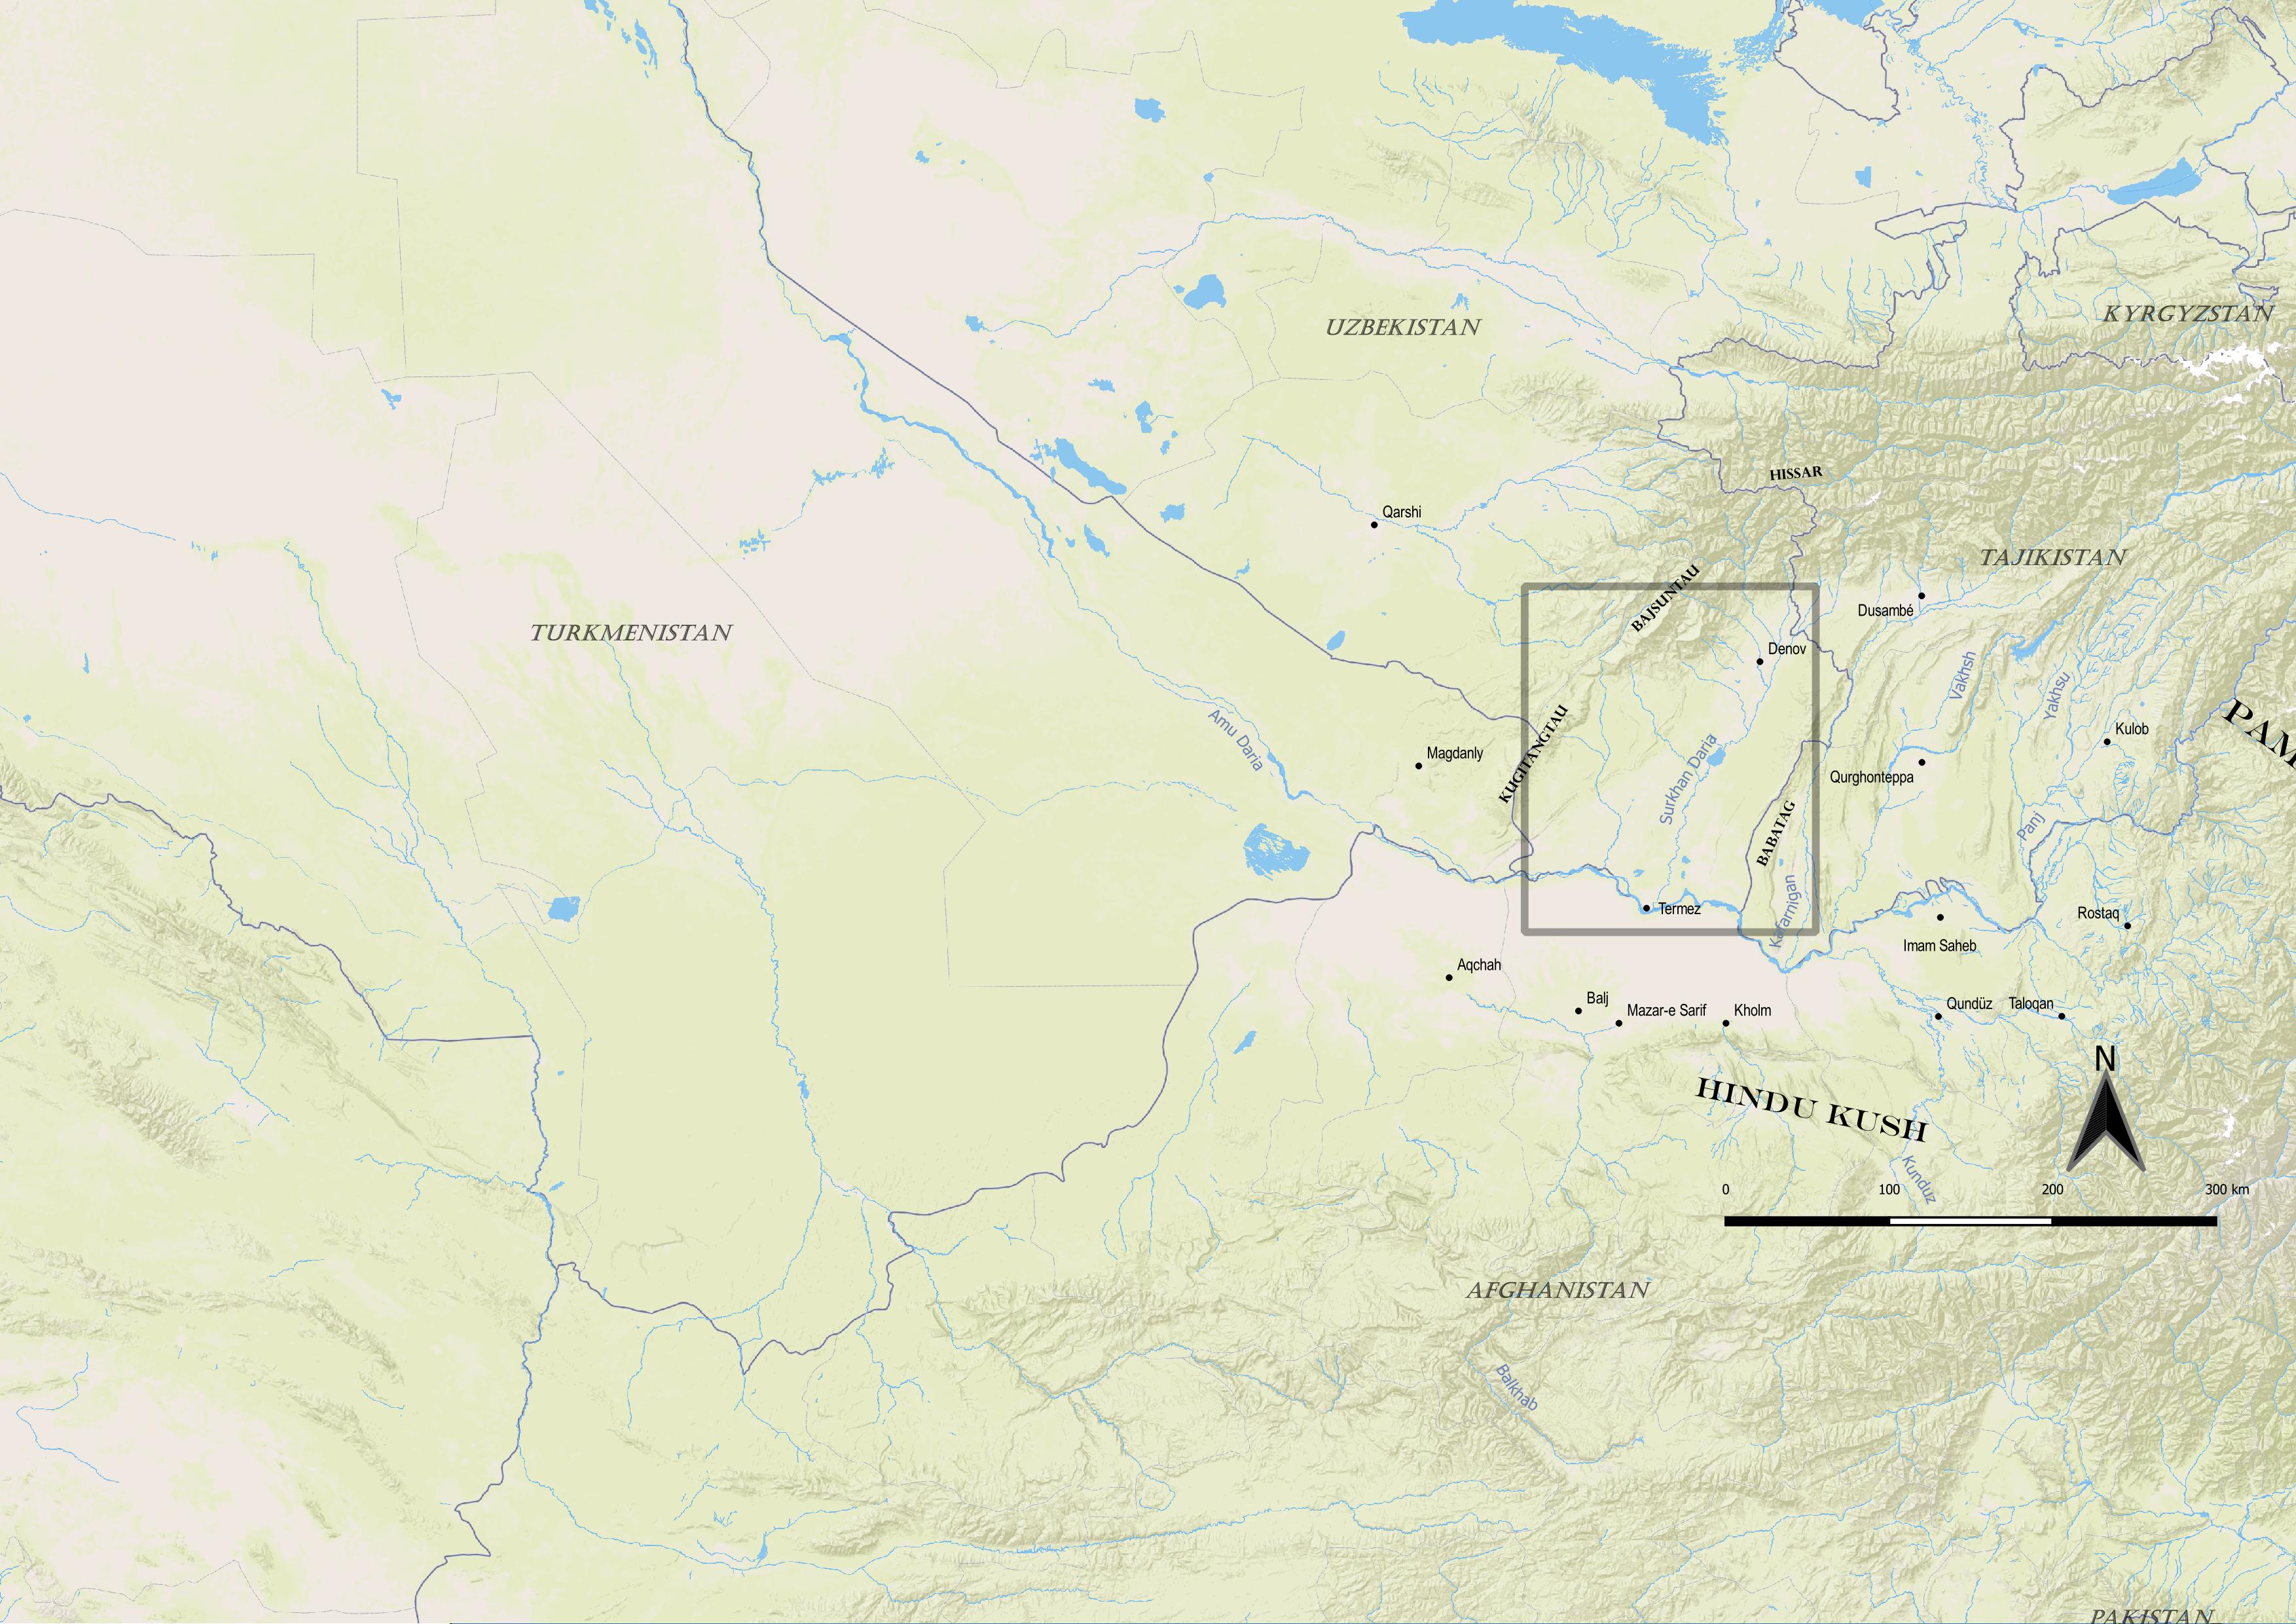 UZBEKISTAN
KYRGYZSTAN
HISSAR
Qarshi
TAJIKISTAN
BAJSUNTAU
Dusambé
TURKMENISTAN
Denov
Vakhsh
Yakhsu
PAM
Amu Daria
KUGITANGTAU
Kulob
Magdanly
Surkhan Daria
Qurghonteppa
BABATAG
Panj
Kafarnigan
Termez
Rostaq
Imam Saheb
Aqchah
Balj
Mazar-e Sarif
Kholm
Qundüz
Taloqan
N
HINDU KUSH
Kunduz
0 100 200 300 km
AFGHANISTAN
Balkhab
PAKISTAN